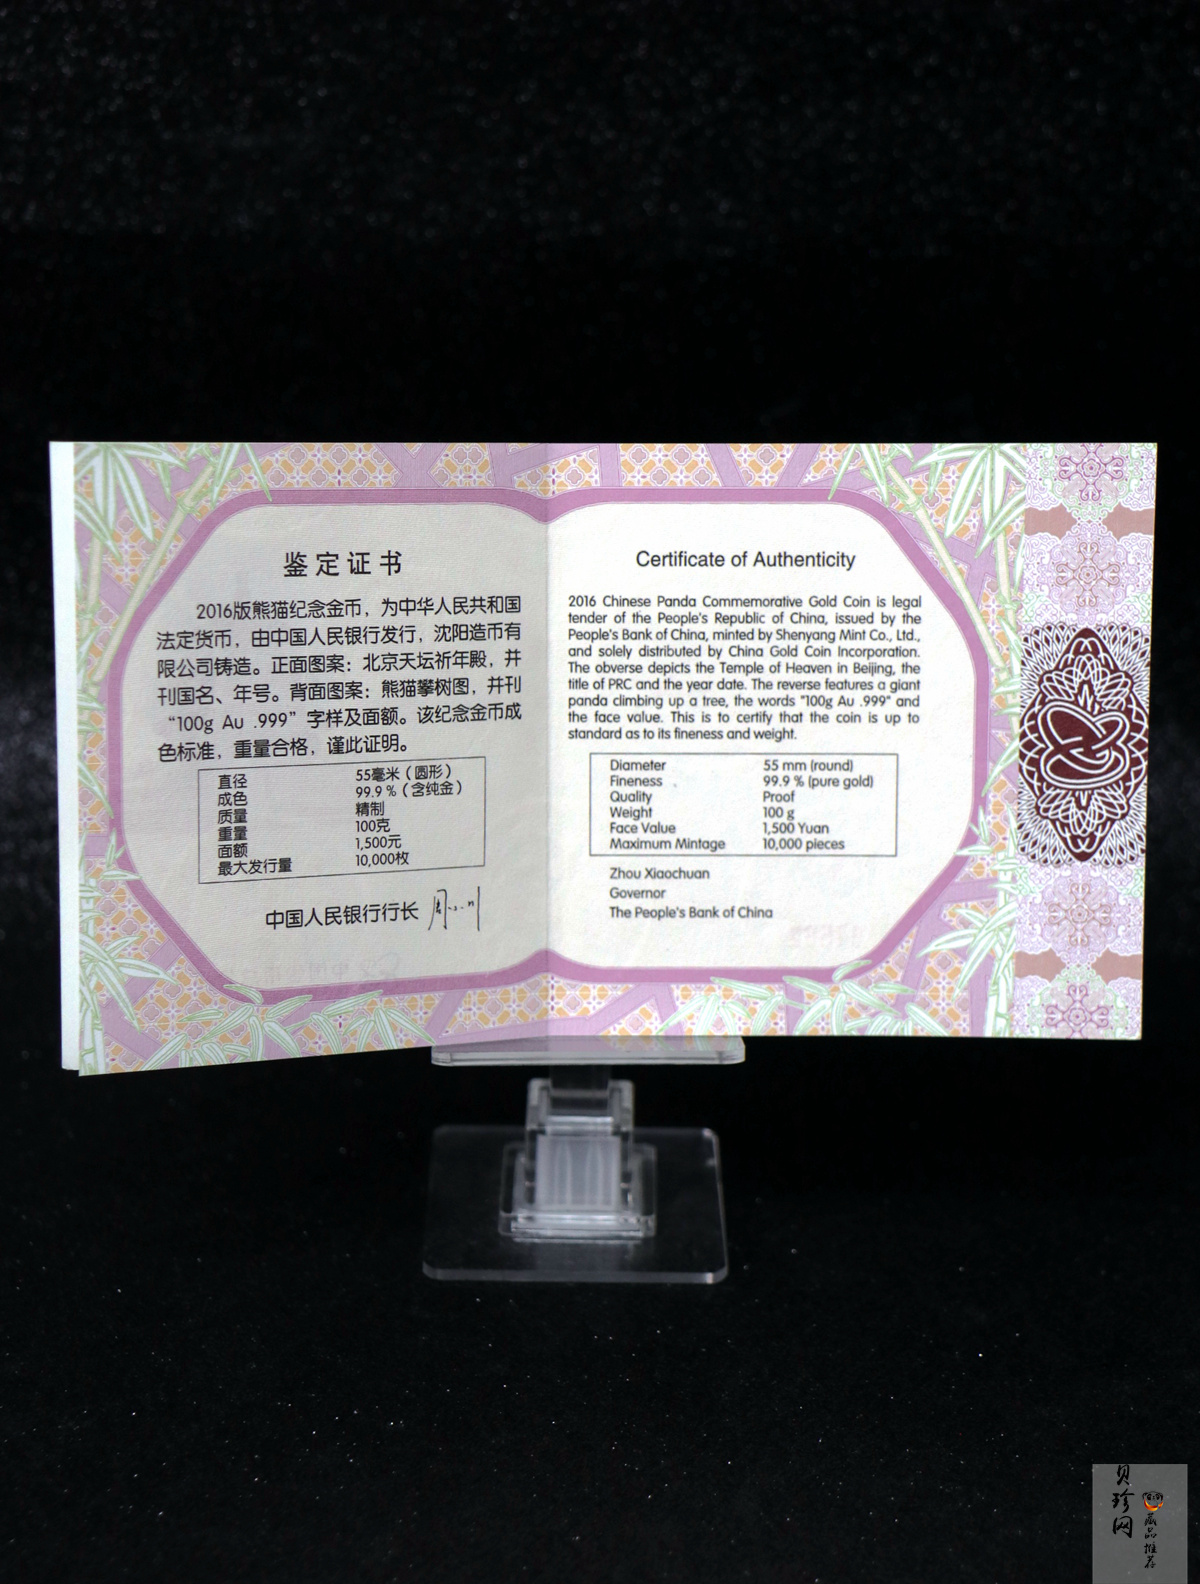 鉴定证书
2016版熊猫纪念金币，为中华人民共和国
法定货币，由中国人民银行发行，沈阳造币有
限公司铸造。正面图案：北京天坛祈年殿，并
刊国名、年号。背面图案：熊猫攀树图，并刊
“100g Au .999”字样及面额。该纪念金币成
色标准，重量合格，谨此证明。
直径 55毫米（圆形）
成色 99.9%（含纯金）
质量 精制
重量 100克
面额 1,500元
最大发行量 10,000枚
中国人民银行行长
Certificate of Authenticity
2016 Chinese Panda Commemorative Gold Coin is legal
tender of the People's Republic of China, issued by the
People's Bank of China, minted by Shenyang Mint Co., Ltd.,
and solely distributed by China Gold Coin Incorporation.
The obverse depicts the Temple of Heaven in Beijing, the
title of PRC and the year date. The reverse features a giant
panda climbing up a tree, the words "100g Au .999" and
the face value. This is to certify that the coin is up to
standard as to its fineness and weight.
Diameter 55 mm (round)
Fineness 99.9 % (pure gold)
Quality Proof
Weight 100 g
Face Value 1,500 Yuan
Maximum Mintage 10,000 pieces
Zhou Xiaochuan
Governor
The People's Bank of China
贝珍网
藏品推荐